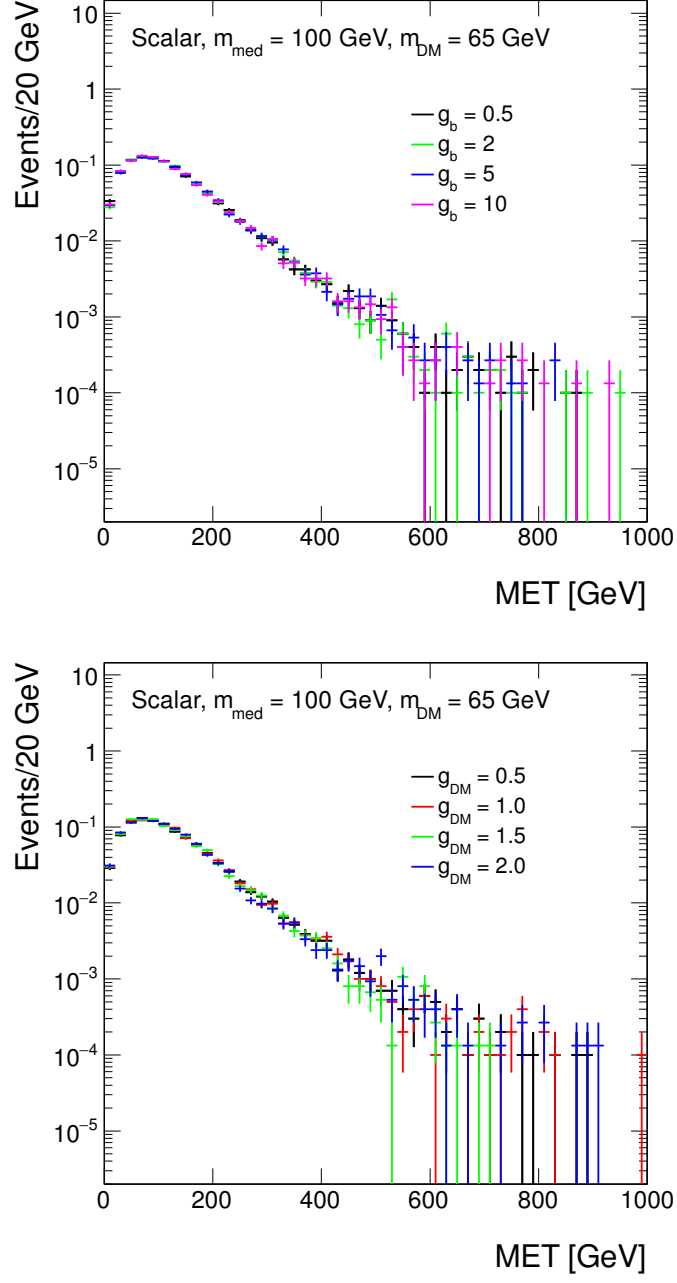 Events/20 GeV
Scalar, m_med = 100 GeV, m_DM = 65 GeV
g_b = 0.5
g_b = 2
g_b = 5
g_b = 10
10
1
10⁻¹
10⁻²
10⁻³
10⁻⁴
10⁻⁵
0 200 400 600 800 1000
MET [GeV]
Events/20 GeV
Scalar, m_med = 100 GeV, m_DM = 65 GeV
g_DM = 0.5
g_DM = 1.0
g_DM = 1.5
g_DM = 2.0
10
1
10⁻¹
10⁻²
10⁻³
10⁻⁴
10⁻⁵
0 200 400 600 800 1000
MET [GeV]